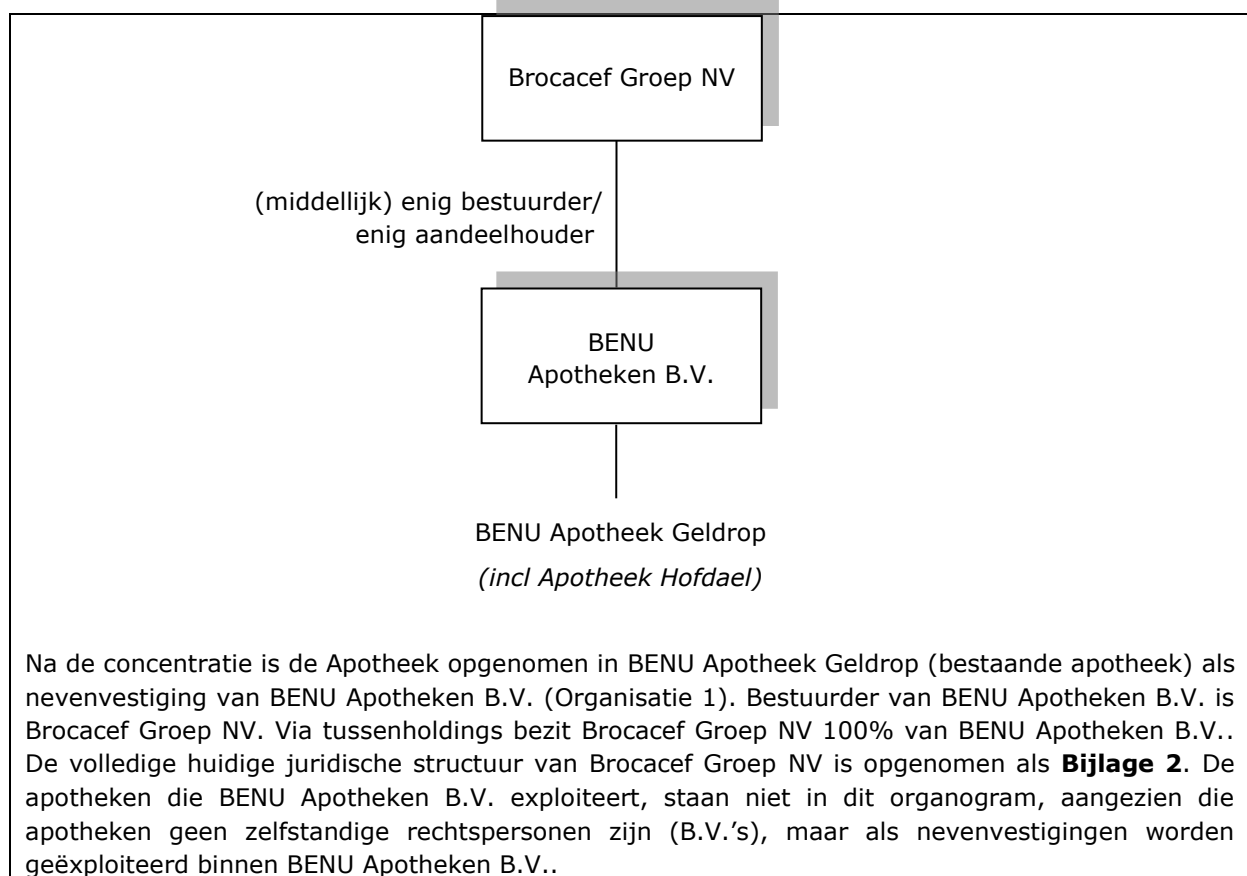 Brocacef Groep NV
(middellijk) enig bestuurder/
enig aandeelhouder
BENU
Apotheken B.V.
BENU Apotheek Geldrop
(incl Apotheek Hofdael)
Na de concentratie is de Apotheek opgenomen in BENU Apotheek Geldrop (bestaande apotheek) als
nevenvestiging van BENU Apotheken B.V. (Organisatie 1). Bestuurder van BENU Apotheken B.V. is
Brocacef Groep NV. Via tussenholdings bezit Brocacef Groep NV 100% van BENU Apotheken B.V..
De volledige huidige juridische structuur van Brocacef Groep NV is opgenomen als Bijlage 2. De
apotheken die BENU Apotheken B.V. exploiteert, staan niet in dit organogram, aangezien die
apotheken geen zelfstandige rechtspersonen zijn (B.V.'s), maar als nevenvestigingen worden
geëxploiteerd binnen BENU Apotheken B.V..